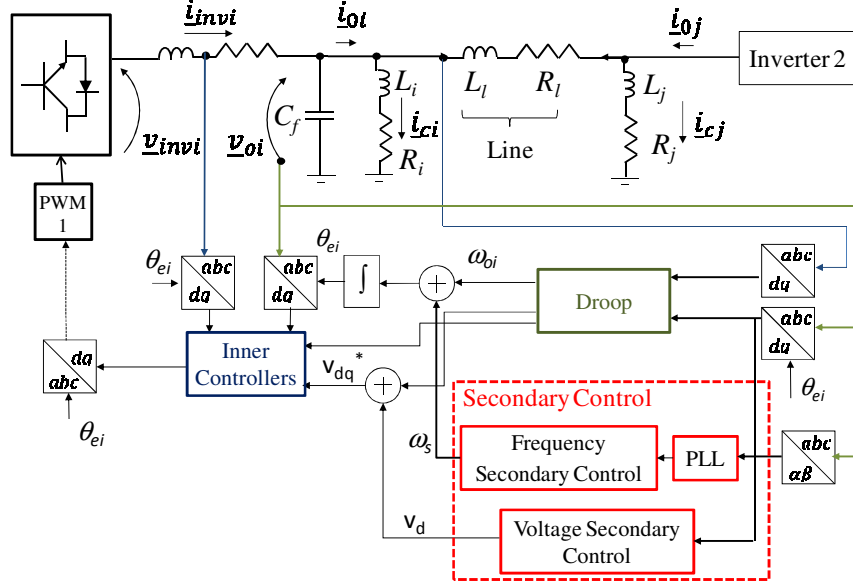 i_invi
i_0i
i_0j
Inverter 2
L_i
L_l
R_l
L_j
C_f
i_ci
i_cj
v_invi
v_oi
R_i
Line
R_j
PWM
1
θ_ei
abc
dq
θ_ei
abc
dq
∫
+
ω_oi
Droop
abc
dq
abc
dq
θ_ei
dq
abc
θ_ei
Inner
Controllers
v_dq*
+
Secondary Control
ω_s
Frequency
Secondary Control
PLL
abc
αβ
v_d
Voltage Secondary
Control